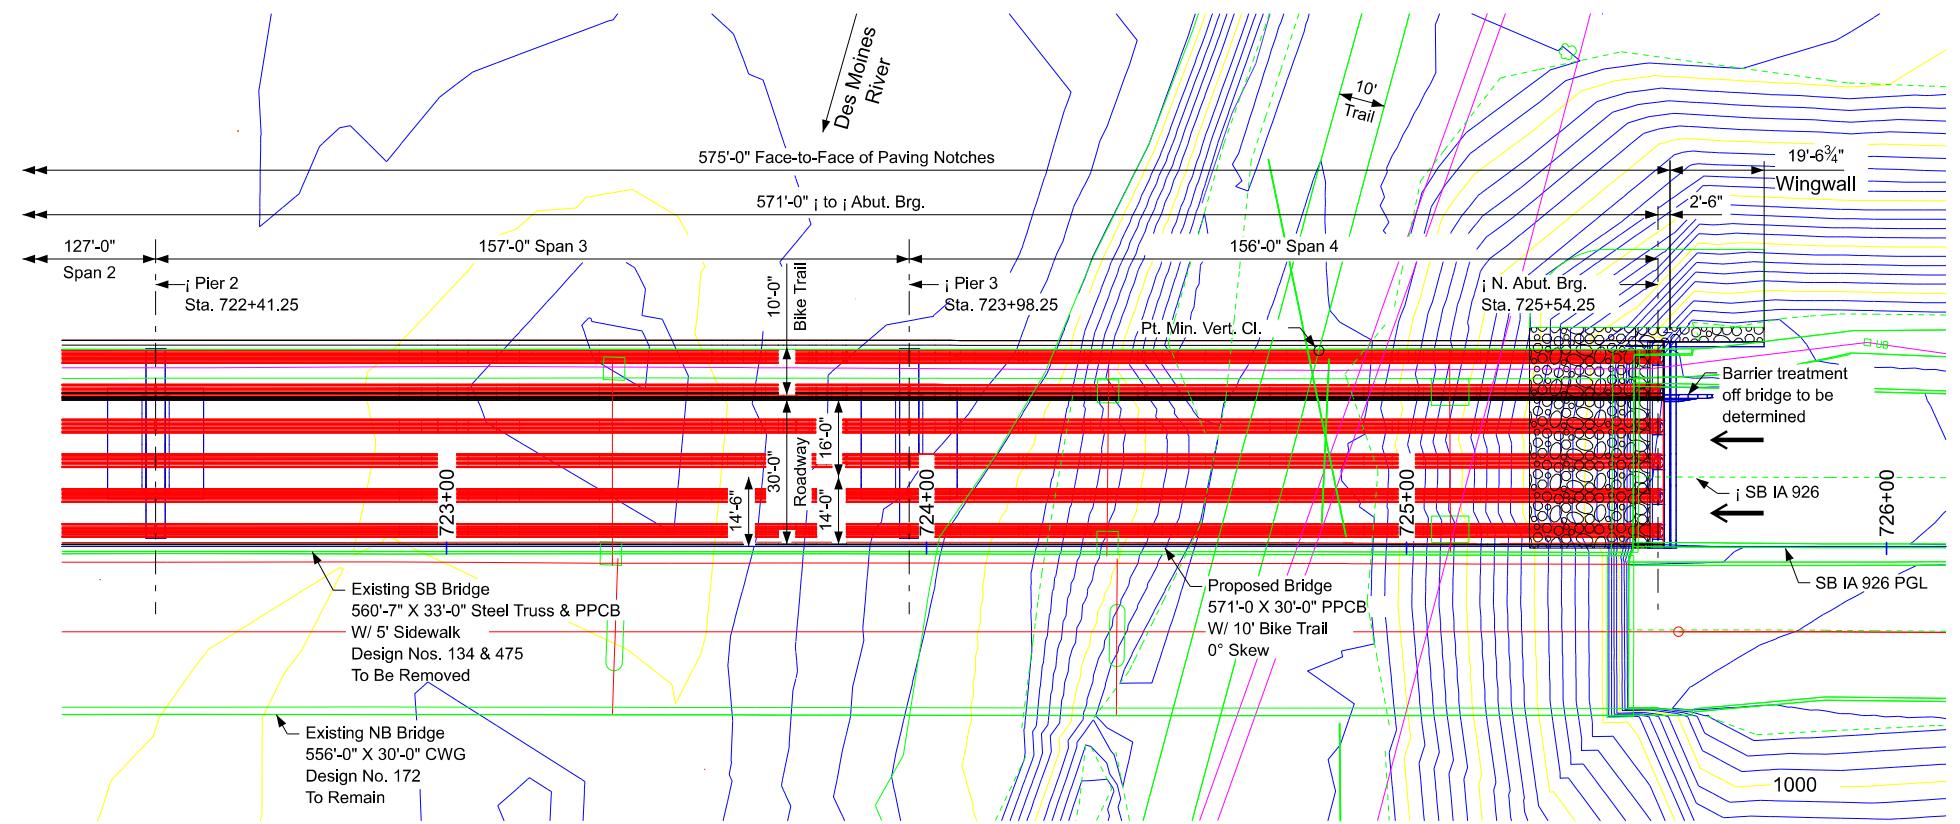 Des Moines
River
10'
Trail
575'-0" Face-to-Face of Paving Notches
19'-6¾"
Wingwall
571'-0" ¡ to ¡ Abut. Brg.
2'-6"
127'-0"
Span 2
157'-0" Span 3
156'-0" Span 4
¡ Pier 2
Sta. 722+41.25
10'-0"
Bike Trail
¡ Pier 3
Sta. 723+98.25
¡ N. Abut. Brg.
Sta. 725+54.25
Pt. Min. Vert. Cl.
Barrier treatment
off bridge to be
determined
723+00
14'-6"
30'-0"
Roadway
16'-0"
14'-0"
724+00
725+00
¡ SB IA 926
726+00
SB IA 926 PGL
Existing SB Bridge
560'-7" X 33'-0" Steel Truss & PPCB
W/ 5' Sidewalk
Design Nos. 134 & 475
To Be Removed
Proposed Bridge
571'-0 X 30'-0" PPCB
W/ 10' Bike Trail
0° Skew
Existing NB Bridge
556'-0" X 30'-0" CWG
Design No. 172
To Remain
1000